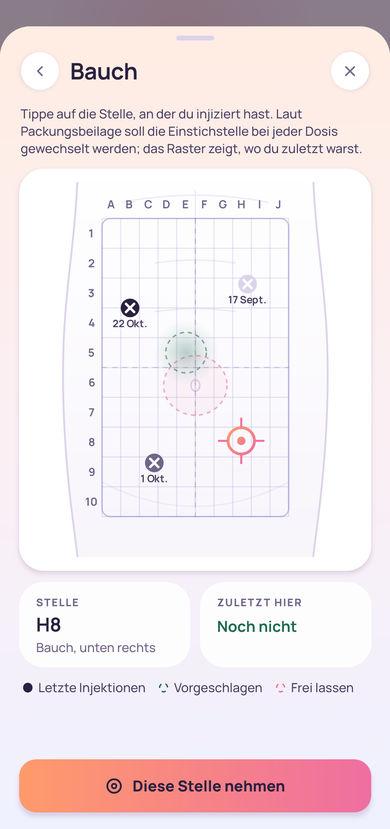 Bauch
Tippe auf die Stelle, an der du injiziert hast. Laut
Packungsbeilage soll die Einstichstelle bei jeder Dosis
gewechselt werden; das Raster zeigt, wo du zuletzt warst.
A B C D E F G H I J
1
2
3
17 Sept.
4
22 Okt.
5
6
7
8
9
1 Okt.
10
STELLE
H8
Bauch, unten rechts
ZULETZT HIER
Noch nicht
Letzte Injektionen Vorgeschlagen Frei lassen
Diese Stelle nehmen